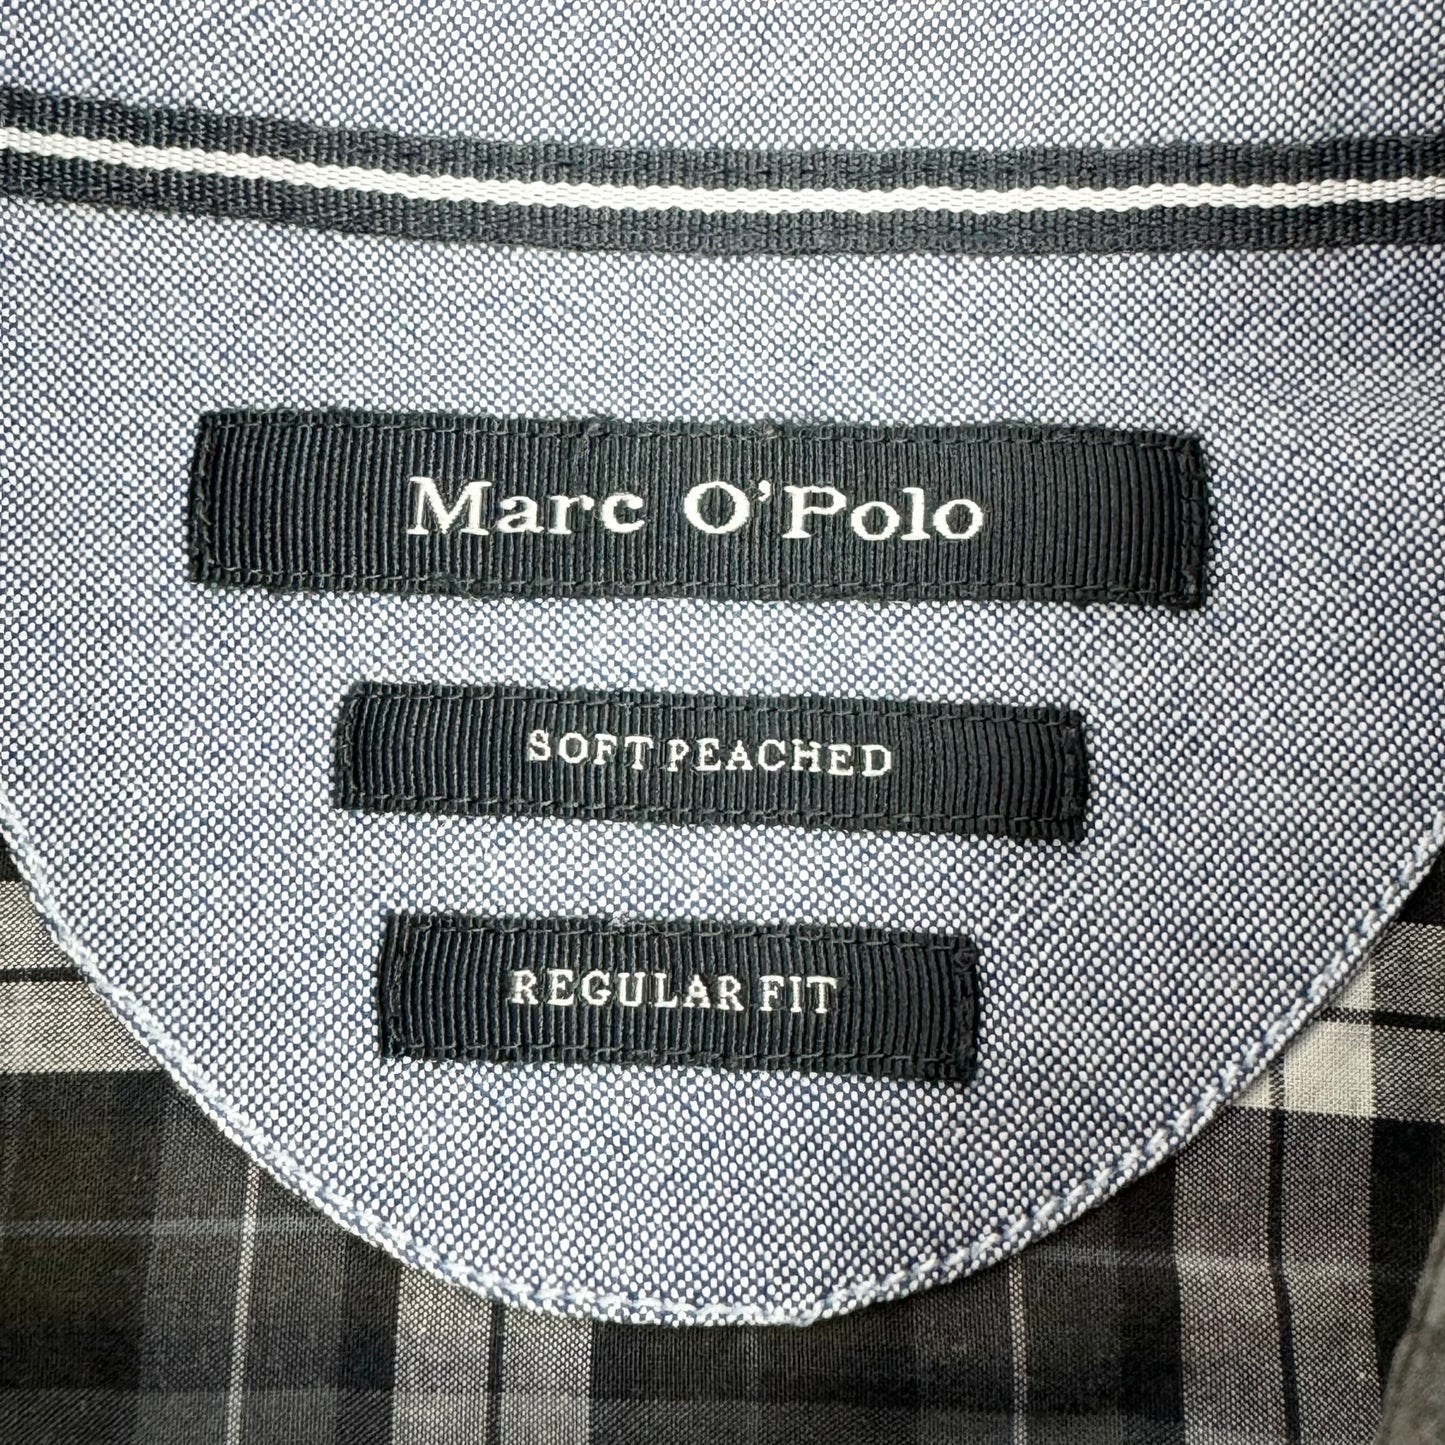 Marc O'Polo
SOFT PEACHED
REGULAR FIT